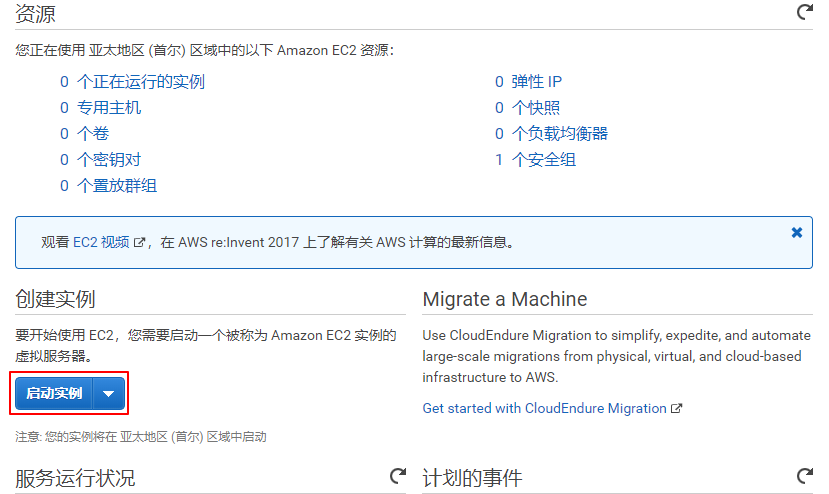 资源
您正在使用 亚太地区 (首尔) 区域中的以下 Amazon EC2 资源：
0 个正在运行的实例
0 弹性 IP
0 专用主机
0 个快照
0 个卷
0 个负载均衡器
0 个密钥对
1 个安全组
0 个置放群组
观看 EC2 视频，在 AWS re:Invent 2017 上了解有关 AWS 计算的最新信息。
创建实例
要开始使用 EC2，您需要启动一个被称为 Amazon EC2 实例的
虚拟服务器。
启动实例
注意: 您的实例将在 亚太地区 (首尔) 区域中启动
Migrate a Machine
Use CloudEndure Migration to simplify, expedite, and automate
large-scale migrations from physical, virtual, and cloud-based
infrastructure to AWS.
Get started with CloudEndure Migration
服务运行状况
计划的事件